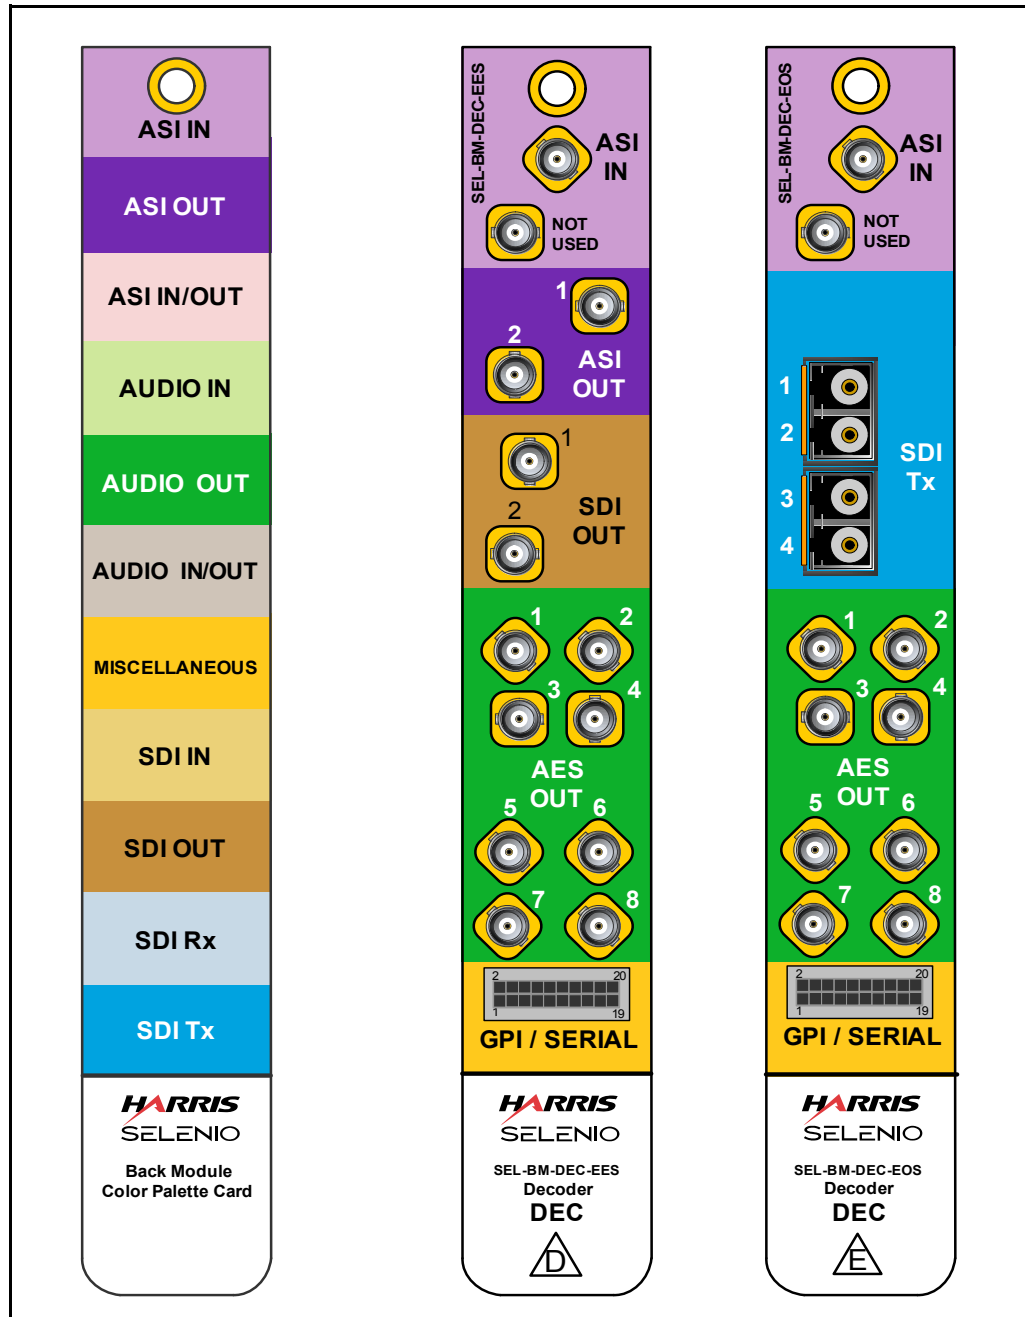 ASI IN
ASI OUT
ASI IN/OUT
AUDIO IN
AUDIO OUT
AUDIO IN/OUT
MISCELLANEOUS
SDI IN
SDI OUT
SDI Rx
SDI Tx
HARRIS
SELENIO
Back Module
Color Palette Card
SEL-BM-DEC-EES
ASI
IN
NOT
USED
1
2
ASI
OUT
1
2
SDI
OUT
1 2
3 4
AES
OUT
5 6
7 8
2 20
1 19
GPI / SERIAL
HARRIS
SELENIO
SEL-BM-DEC-EES
Decoder
DEC
D
SEL-BM-DEC-EOS
ASI
IN
NOT
USED
1
2
3
4
SDI
Tx
1 2
3 4
AES
OUT
5 6
7 8
2 20
1 19
GPI / SERIAL
HARRIS
SELENIO
SEL-BM-DEC-EOS
Decoder
DEC
E